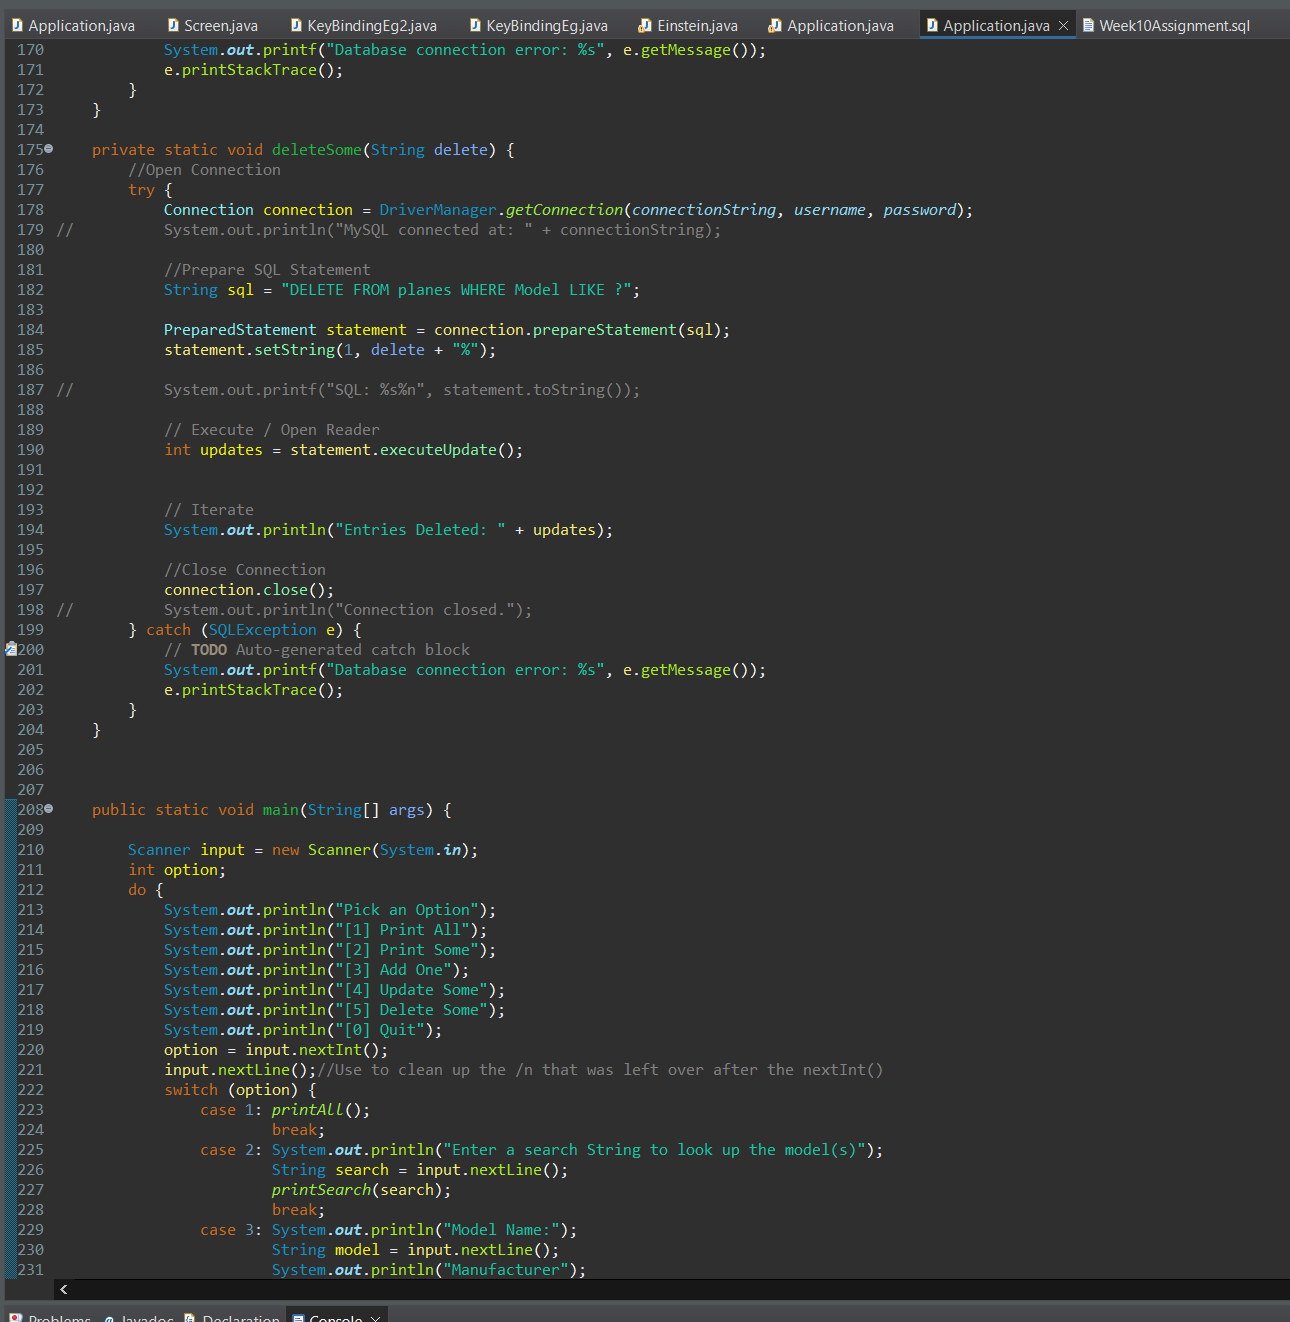 Application.java Screen.java KeyBindingEg2.java KeyBindingEg.java Einstein.java Application.java Application.java Week10Assignment.sql
170 System.out.printf("Database connection error: %s", e.getMessage());
171 e.printStackTrace();
172 }
173 }
174
175 private static void deleteSome(String delete) {
176 //Open Connection
177 try {
178 Connection connection = DriverManager.getConnection(connectionString, username, password);
179 // System.out.println("MySQL connected at: " + connectionString);
180
181 //Prepare SQL Statement
182 String sql = "DELETE FROM planes WHERE Model LIKE ?";
183
184 PreparedStatement statement = connection.prepareStatement(sql);
185 statement.setString(1, delete + "%");
186
187 // System.out.printf("SQL: %s%n", statement.toString());
188
189 // Execute / Open Reader
190 int updates = statement.executeUpdate();
191
192
193 // Iterate
194 System.out.println("Entries Deleted: " + updates);
195
196 //Close Connection
197 connection.close();
198 // System.out.println("Connection closed.");
199 } catch (SQLException e) {
200 // TODO Auto-generated catch block
201 System.out.printf("Database connection error: %s", e.getMessage());
202 e.printStackTrace();
203 }
204 }
205
206
207
208 public static void main(String[] args) {
209
210 Scanner input = new Scanner(System.in);
211 int option;
212 do {
213 System.out.println("Pick an Option");
214 System.out.println("[1] Print All");
215 System.out.println("[2] Print Some");
216 System.out.println("[3] Add One");
217 System.out.println("[4] Update Some");
218 System.out.println("[5] Delete Some");
219 System.out.println("[0] Quit");
220 option = input.nextInt();
221 input.nextLine();//Use to clean up the /n that was left over after the nextInt()
222 switch (option) {
223 case 1: printAll();
224 break;
225 case 2: System.out.println("Enter a search String to look up the model(s)");
226 String search = input.nextLine();
227 printSearch(search);
228 break;
229 case 3: System.out.println("Model Name:");
230 String model = input.nextLine();
231 System.out.println("Manufacturer");
Problems Javadoc Declaration Console